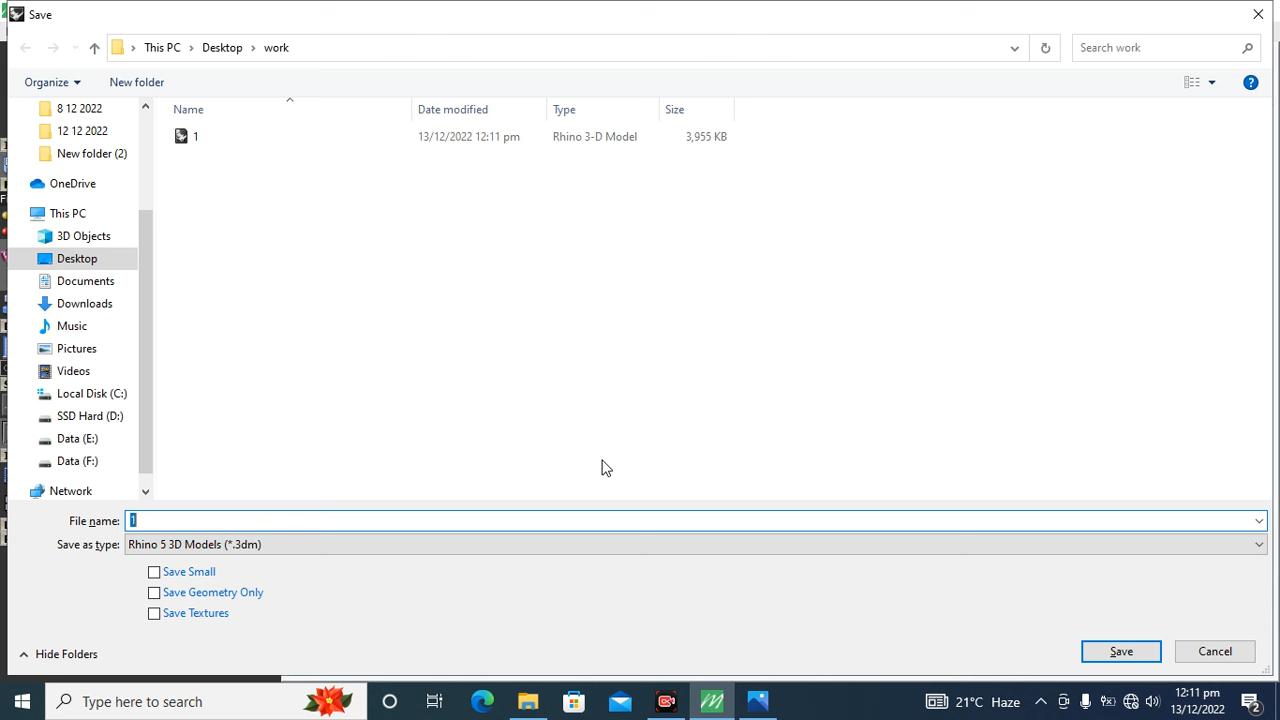 Save
This PC
Desktop
work
Search work
Organize
New folder
Name
Date modified
Type
Size
1
13/12/2022 12:11 pm
Rhino 3-D Model
3,955 KB
8 12 2022
12 12 2022
New folder (2)
OneDrive
This PC
3D Objects
Desktop
Documents
Downloads
Music
Pictures
Videos
Local Disk (C:)
SSD Hard (D:)
Data (E:)
Data (F:)
Network
File name:
1
Save as type:
Rhino 5 3D Models (*.3dm)
Save Small
Save Geometry Only
Save Textures
Hide Folders
Save
Cancel
Type here to search
21°C Haze
12:11 pm
13/12/2022
2